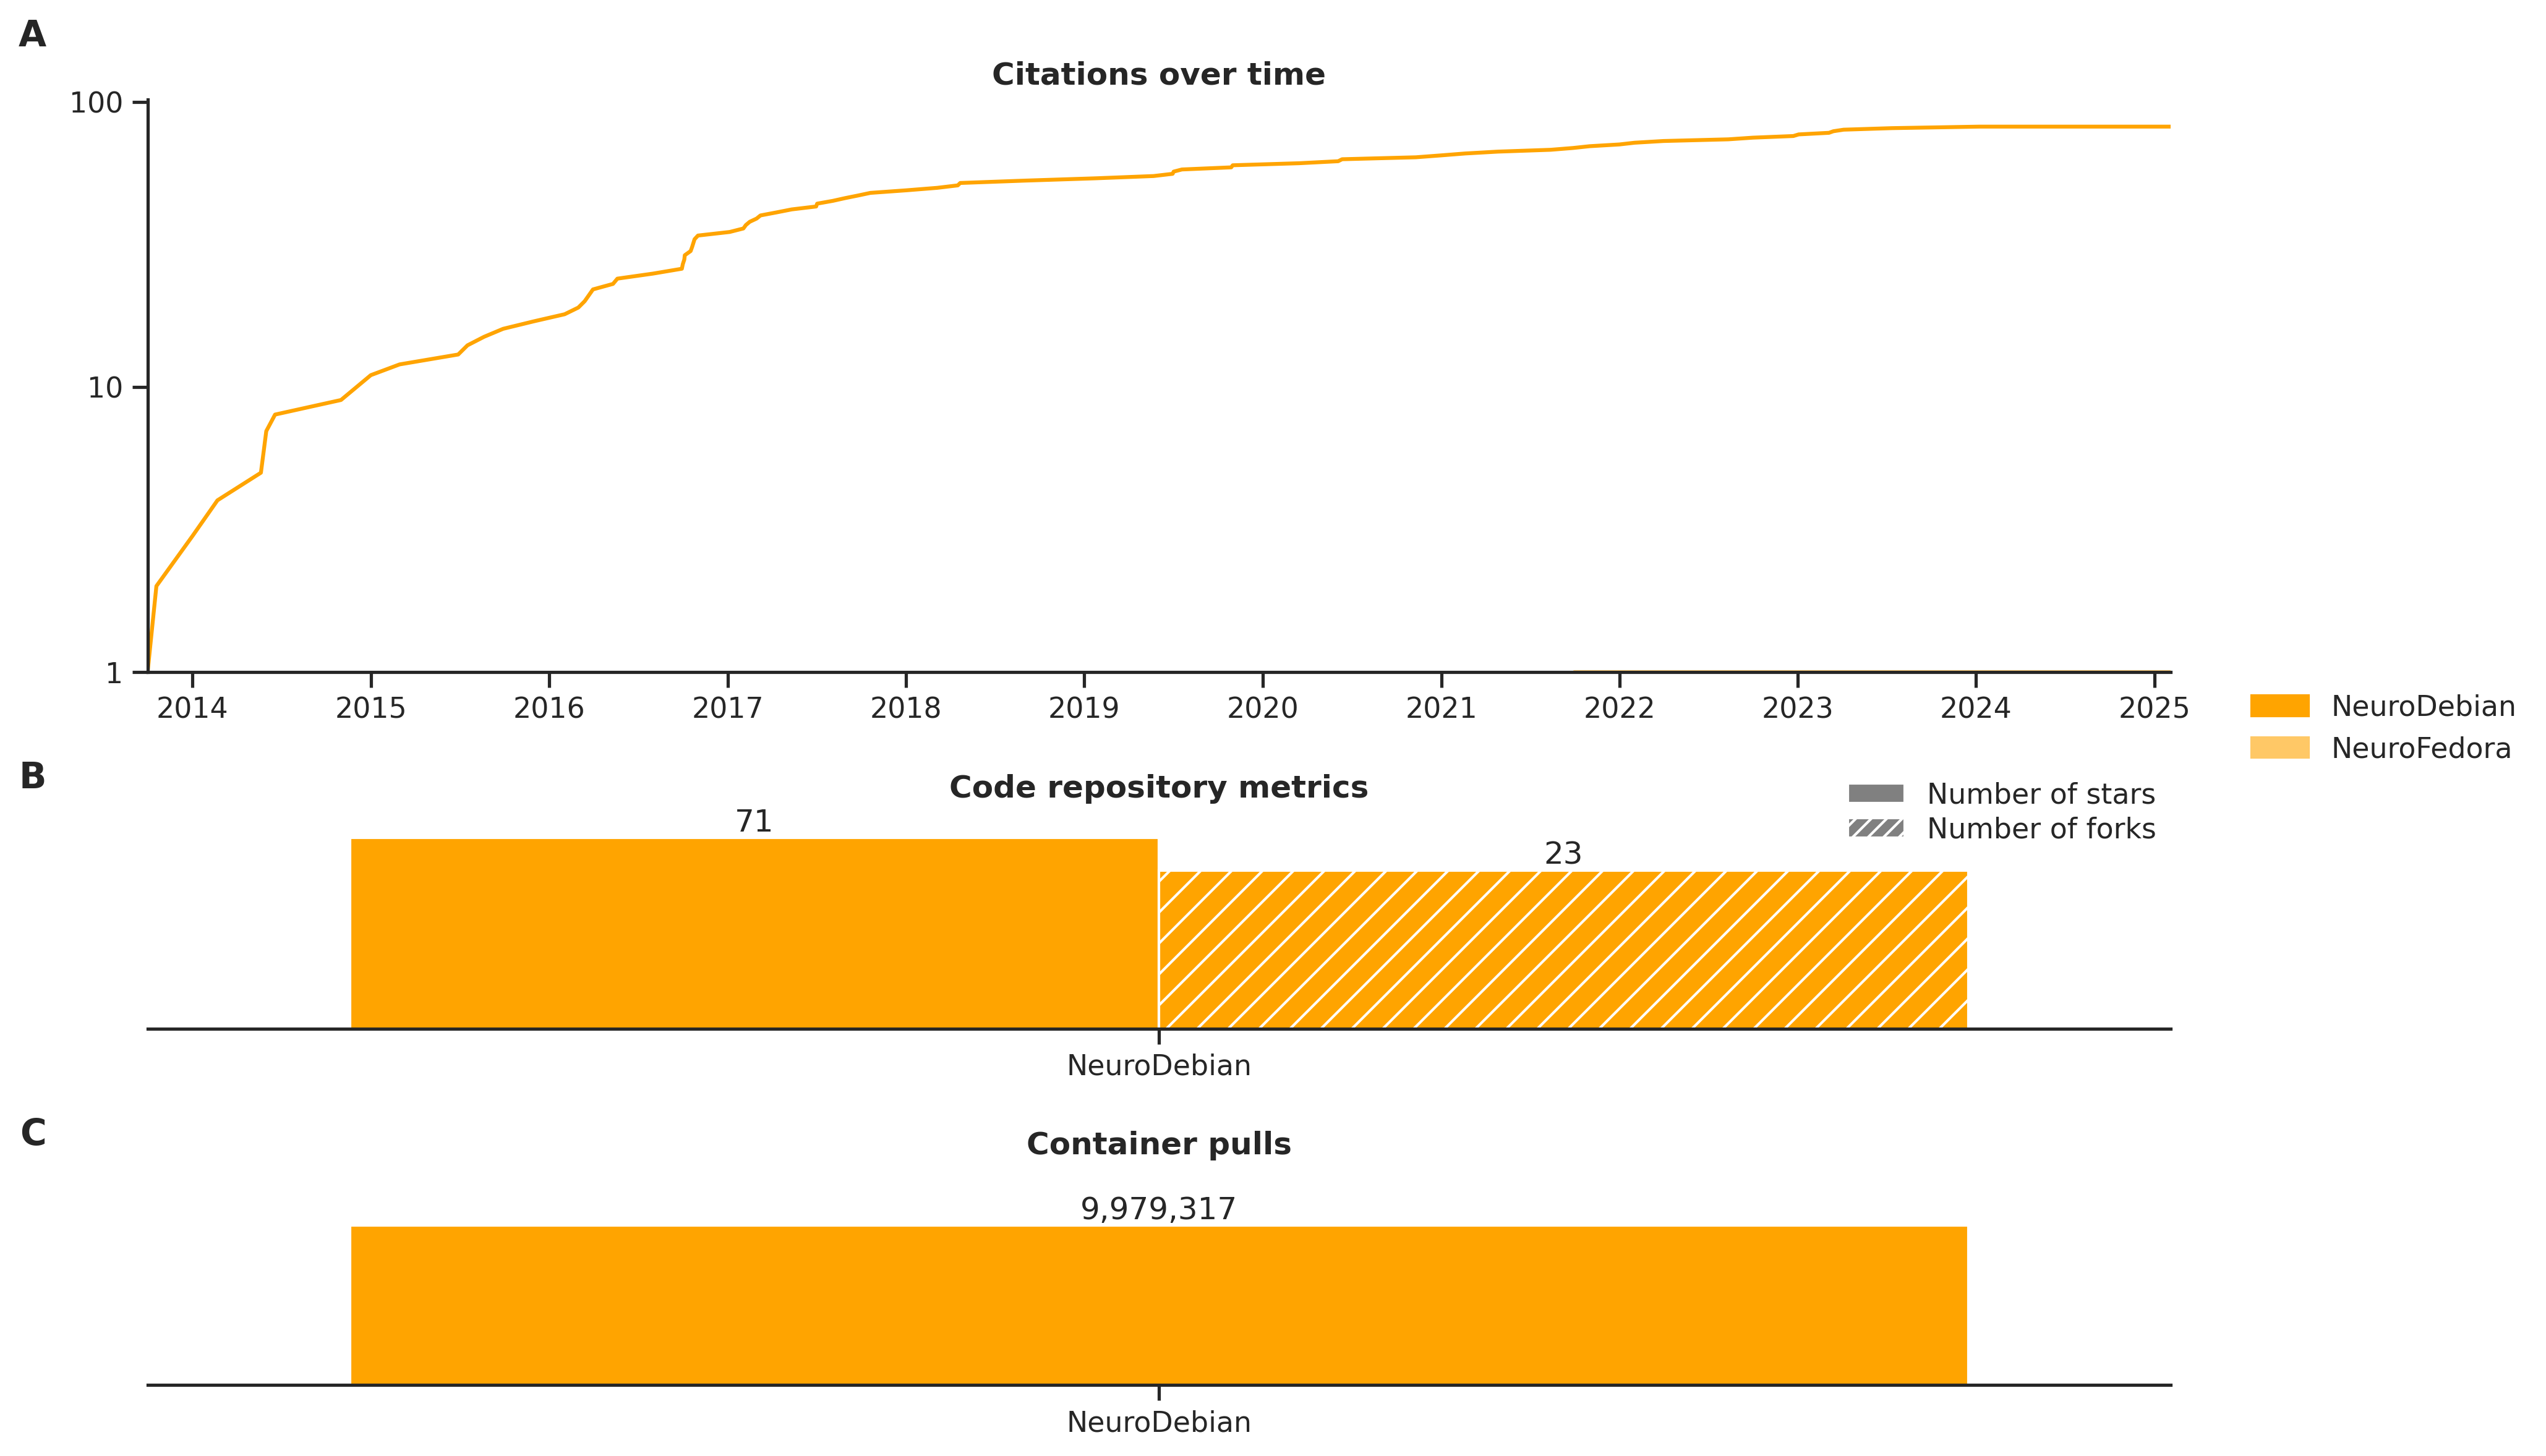 A
Citations over time
100
10
1
2014 2015 2016 2017 2018 2019 2020 2021 2022 2023 2024 2025
NeuroDebian
NeuroFedora
B
Code repository metrics
Number of stars
Number of forks
71
23
NeuroDebian
C
Container pulls
9,979,317
NeuroDebian